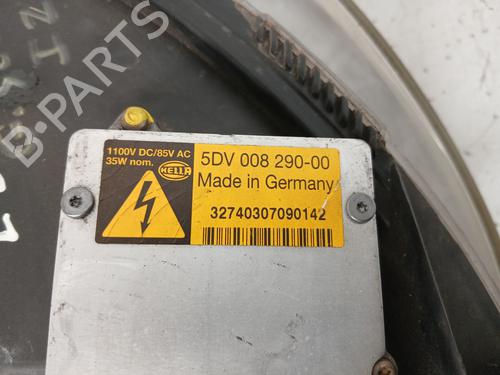 B-PARTS
1100V DC/85V AC
35W nom.
HELLA
5DV 008 290-00
Made in Germany
32740307090142